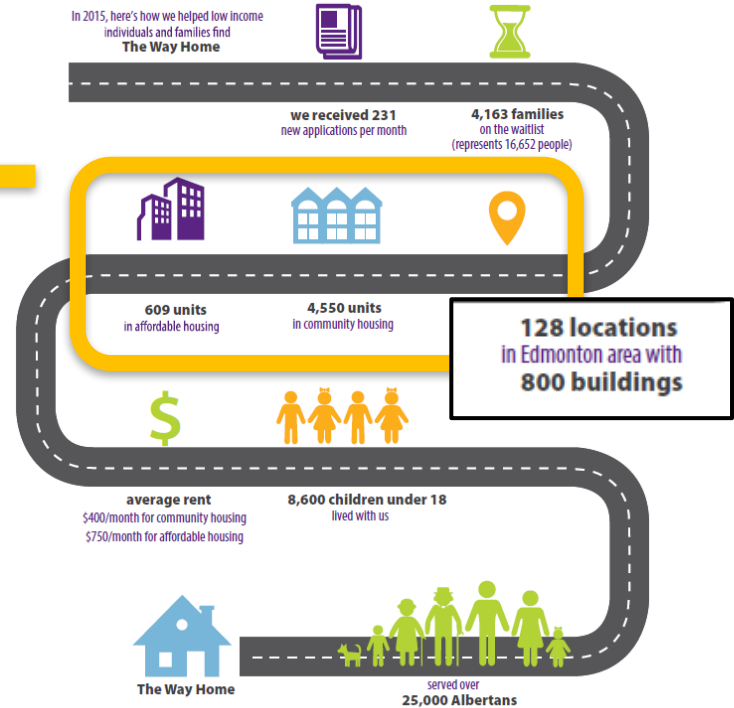 In 2015, here's how we helped low income
individuals and families find
The Way Home
we received 231
new applications per month
4,163 families
on the waitlist
(represents 16,652 people)
609 units
in affordable housing
4,550 units
in community housing
128 locations
in Edmonton area with
800 buildings
$
average rent
$400/month for community housing
$750/month for affordable housing
8,600 children under 18
lived with us
The Way Home
served over
25,000 Albertans